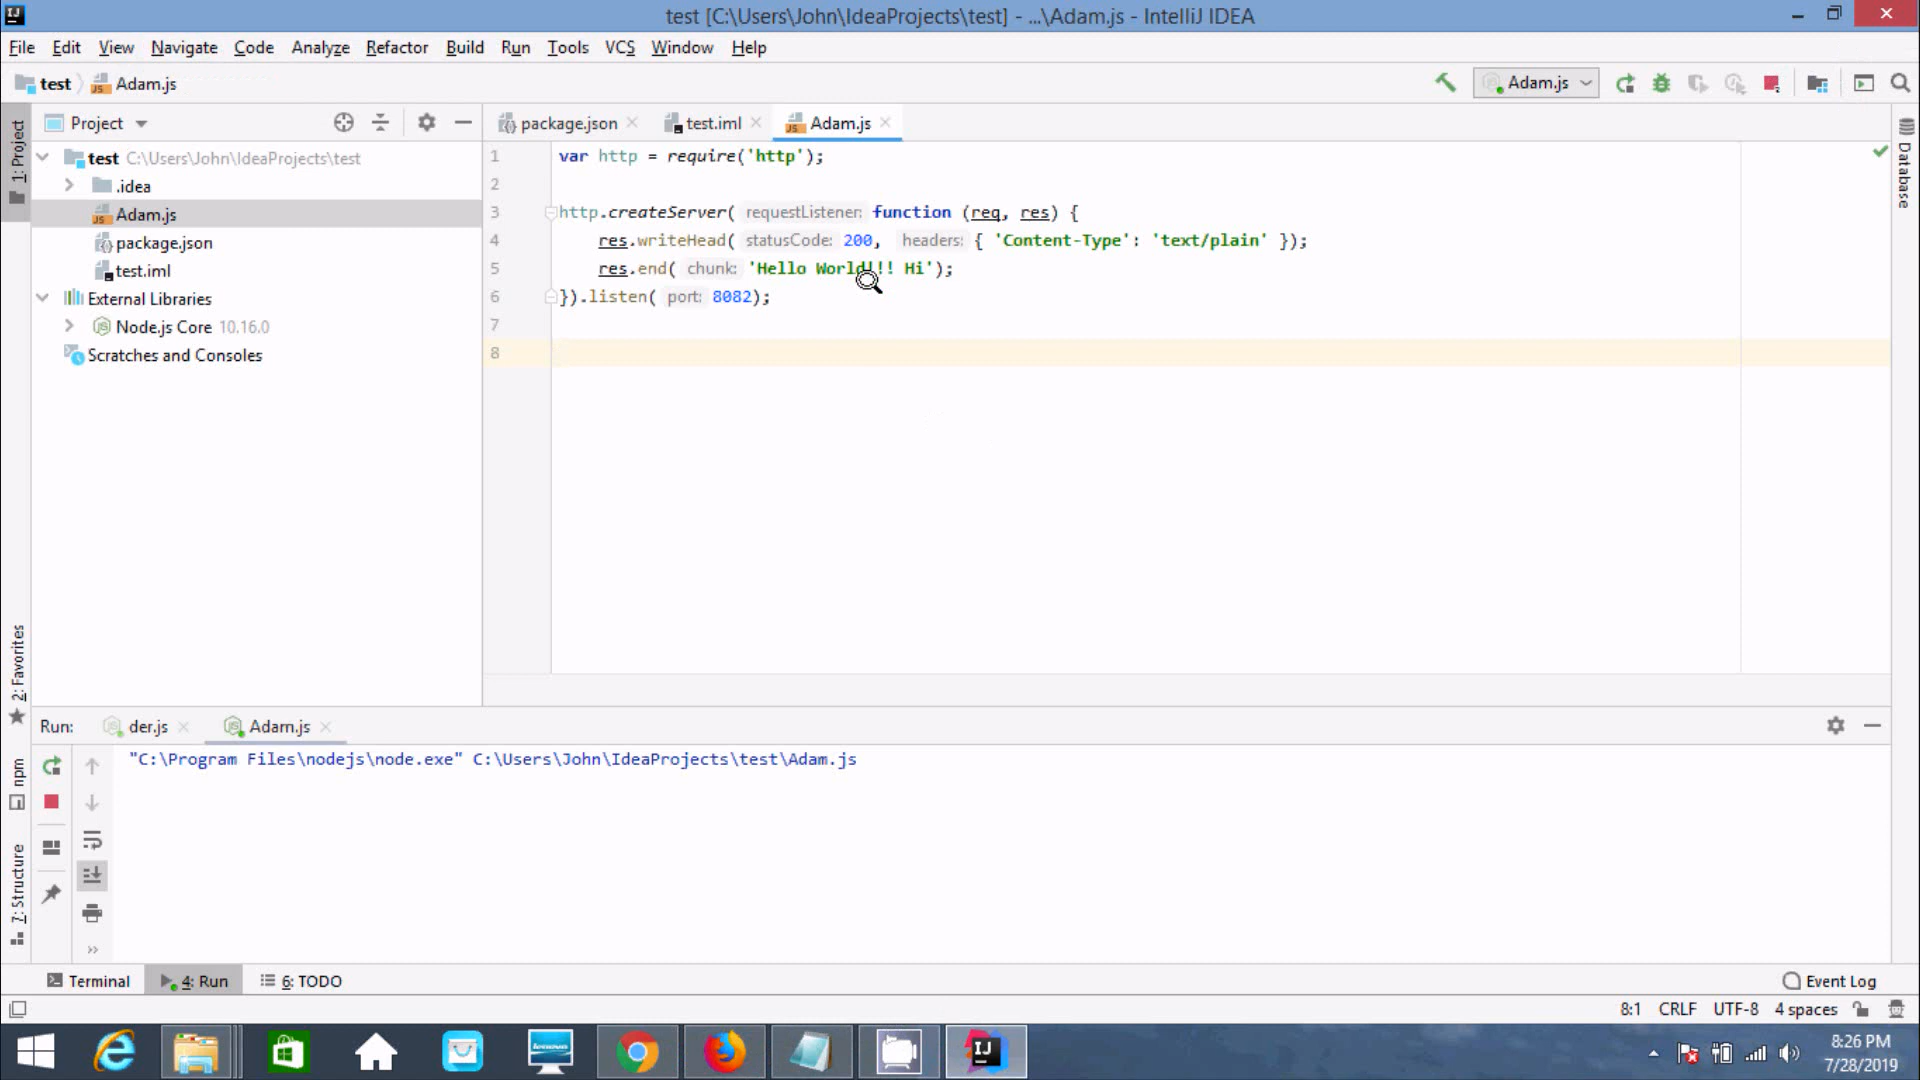 test [C:\Users\John\IdeaProjects\test] - ...\Adam.js - IntelliJ IDEA
File Edit View Navigate Code Analyze Refactor Build Run Tools VCS Window Help
test Adam.js
Adam.js
Project
package.json
test.iml
Adam.js
1: Project
test C:\Users\John\IdeaProjects\test
.idea
Adam.js
package.json
test.iml
External Libraries
Node.js Core 10.16.0
Scratches and Consoles
1 var http = require('http');
2
3 http.createServer( requestListener: function (req, res) {
4 res.writeHead( statusCode: 200, headers: { 'Content-Type': 'text/plain' });
5 res.end( chunk: 'Hello World!!! Hi');
6 }).listen( port: 8082);
7
8
Database
2: Favorites
npm
7: Structure
Run: der.js Adam.js
"C:\Program Files\nodejs\node.exe" C:\Users\John\IdeaProjects\test\Adam.js
Terminal 4: Run 6: TODO
Event Log
8:1 CRLF UTF-8 4 spaces
8:26 PM
7/28/2019